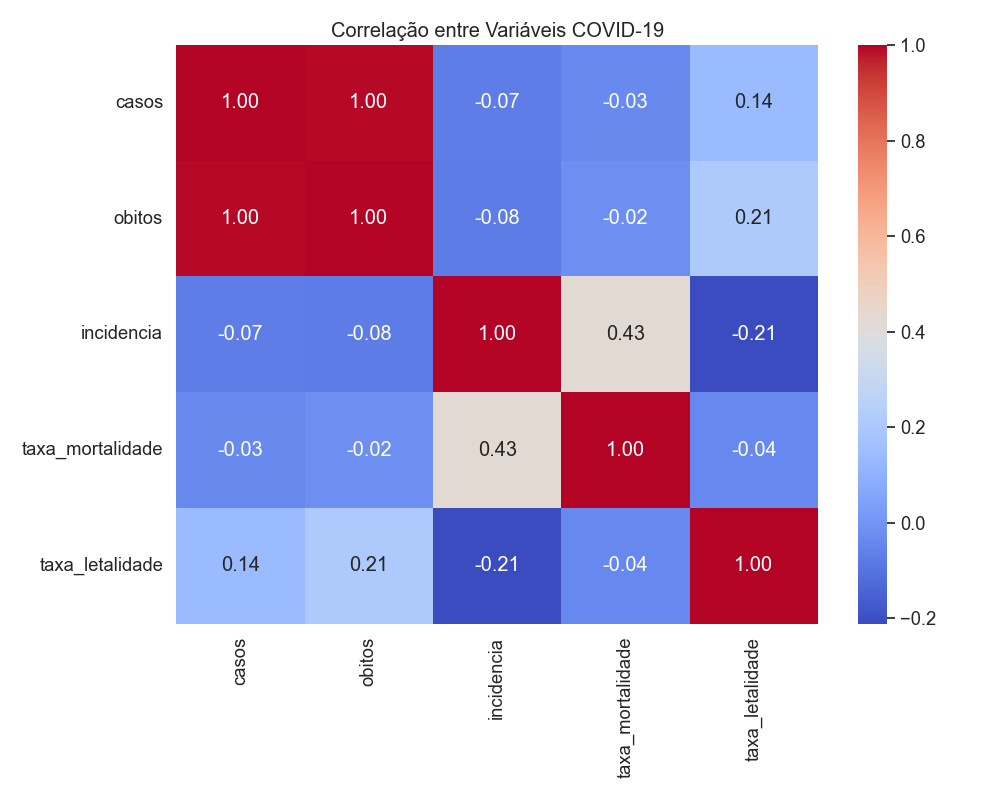 Correlação entre Variáveis COVID-19
casos 1.00 1.00 -0.07 -0.03 0.14
obitos 1.00 1.00 -0.08 -0.02 0.21
incidencia -0.07 -0.08 1.00 0.43 -0.21
taxa_mortalidade -0.03 -0.02 0.43 1.00 -0.04
taxa_letalidade 0.14 0.21 -0.21 -0.04 1.00
casos
obitos
incidencia
taxa_mortalidade
taxa_letalidade
1.0
0.8
0.6
0.4
0.2
0.0
−0.2